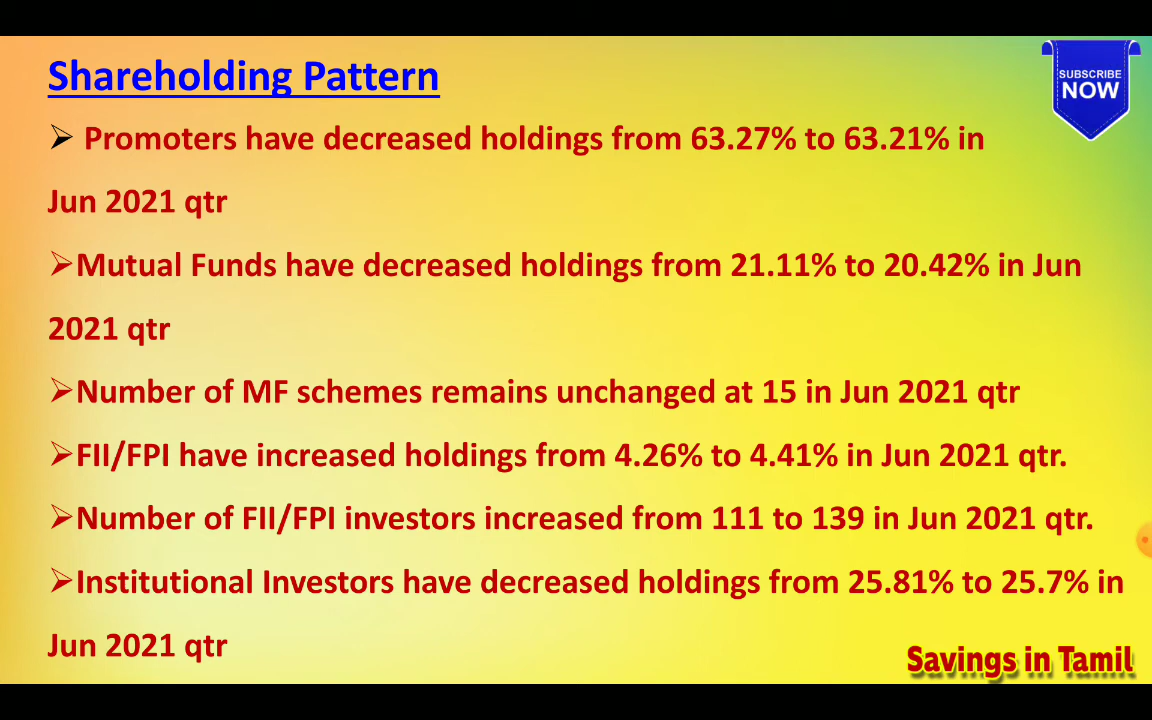 Shareholding Pattern
SUBSCRIBE
NOW
➢ Promoters have decreased holdings from 63.27% to 63.21% in
Jun 2021 qtr
➢Mutual Funds have decreased holdings from 21.11% to 20.42% in Jun
2021 qtr
➢Number of MF schemes remains unchanged at 15 in Jun 2021 qtr
➢FII/FPI have increased holdings from 4.26% to 4.41% in Jun 2021 qtr.
➢Number of FII/FPI investors increased from 111 to 139 in Jun 2021 qtr.
➢Institutional Investors have decreased holdings from 25.81% to 25.7% in
Jun 2021 qtr
Savings in Tamil